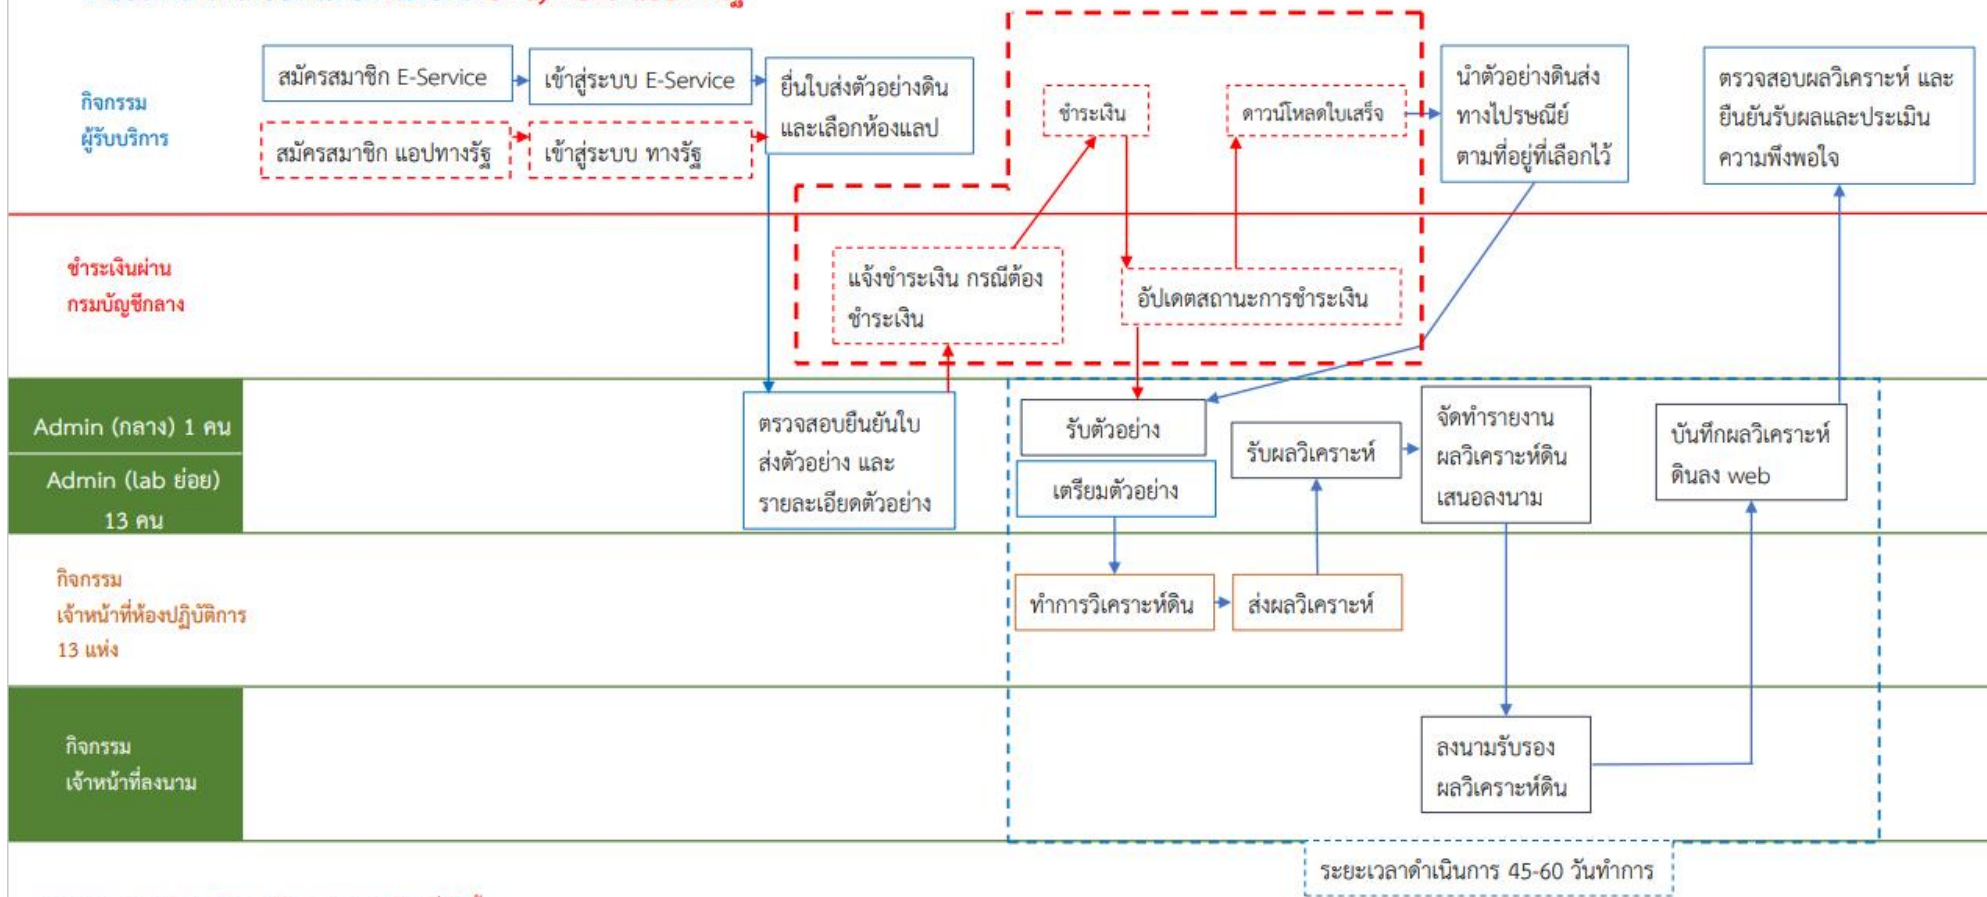 กิจกรรม
ผู้รับบริการ
สมัครสมาชิก E-Service
เข้าสู่ระบบ E-Service
สมัครสมาชิก แอปทางรัฐ
เข้าสู่ระบบ ทางรัฐ
ยื่นใบส่งตัวอย่างดิน
และเลือกห้องแลป
ชำระเงิน
ดาวน์โหลดใบเสร็จ
นำตัวอย่างดินส่ง
ทางไปรษณีย์
ตามที่อยู่ที่เลือกไว้
ตรวจสอบผลวิเคราะห์ และ
ยืนยันรับผลและประเมิน
ความพึงพอใจ
ชำระเงินผ่าน
กรมบัญชีกลาง
แจ้งชำระเงิน กรณีต้อง
ชำระเงิน
อัปเดตสถานะการชำระเงิน
Admin (กลาง) 1 คน
Admin (lab ย่อย)
13 คน
ตรวจสอบยืนยันใบ
ส่งตัวอย่าง และ
รายละเอียดตัวอย่าง
รับตัวอย่าง
เตรียมตัวอย่าง
รับผลวิเคราะห์
จัดทำรายงาน
ผลวิเคราะห์ดิน
เสนอลงนาม
บันทึกผลวิเคราะห์
ดินลง web
กิจกรรม
เจ้าหน้าที่ห้องปฏิบัติการ
13 แห่ง
ทำการวิเคราะห์ดิน
ส่งผลวิเคราะห์
กิจกรรม
เจ้าหน้าที่ลงนาม
ลงนามรับรอง
ผลวิเคราะห์ดิน
ระยะเวลาดำเนินการ 45-60 วันทำการ